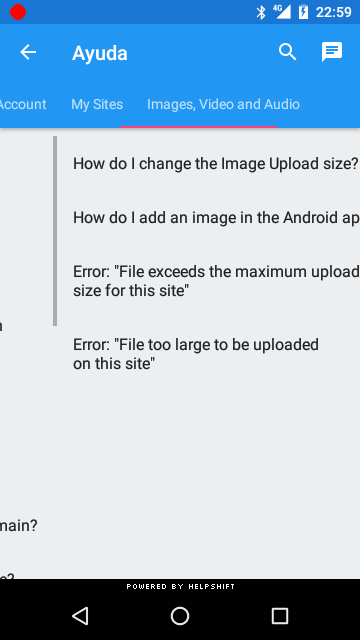 4G 22:59
Ayuda
Account My Sites Images, Video and Audio
How do I change the Image Upload size?
How do I add an image in the Android ap
Error: "File exceeds the maximum upload
size for this site"
Error: "File too large to be uploaded
on this site"
main?
POWERED BY HELPSHIFT